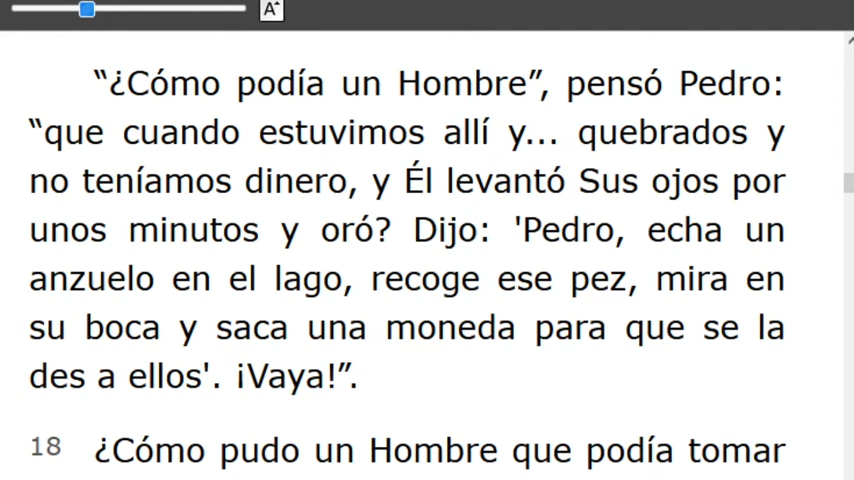 A
“¿Cómo podía un Hombre”, pensó Pedro:
“que cuando estuvimos allí y... quebrados y
no teníamos dinero, y Él levantó Sus ojos por
unos minutos y oró? Dijo: 'Pedro, echa un
anzuelo en el lago, recoge ese pez, mira en
su boca y saca una moneda para que se la
des a ellos'. ¡Vaya!”.
18 ¿Cómo pudo un Hombre que podía tomar